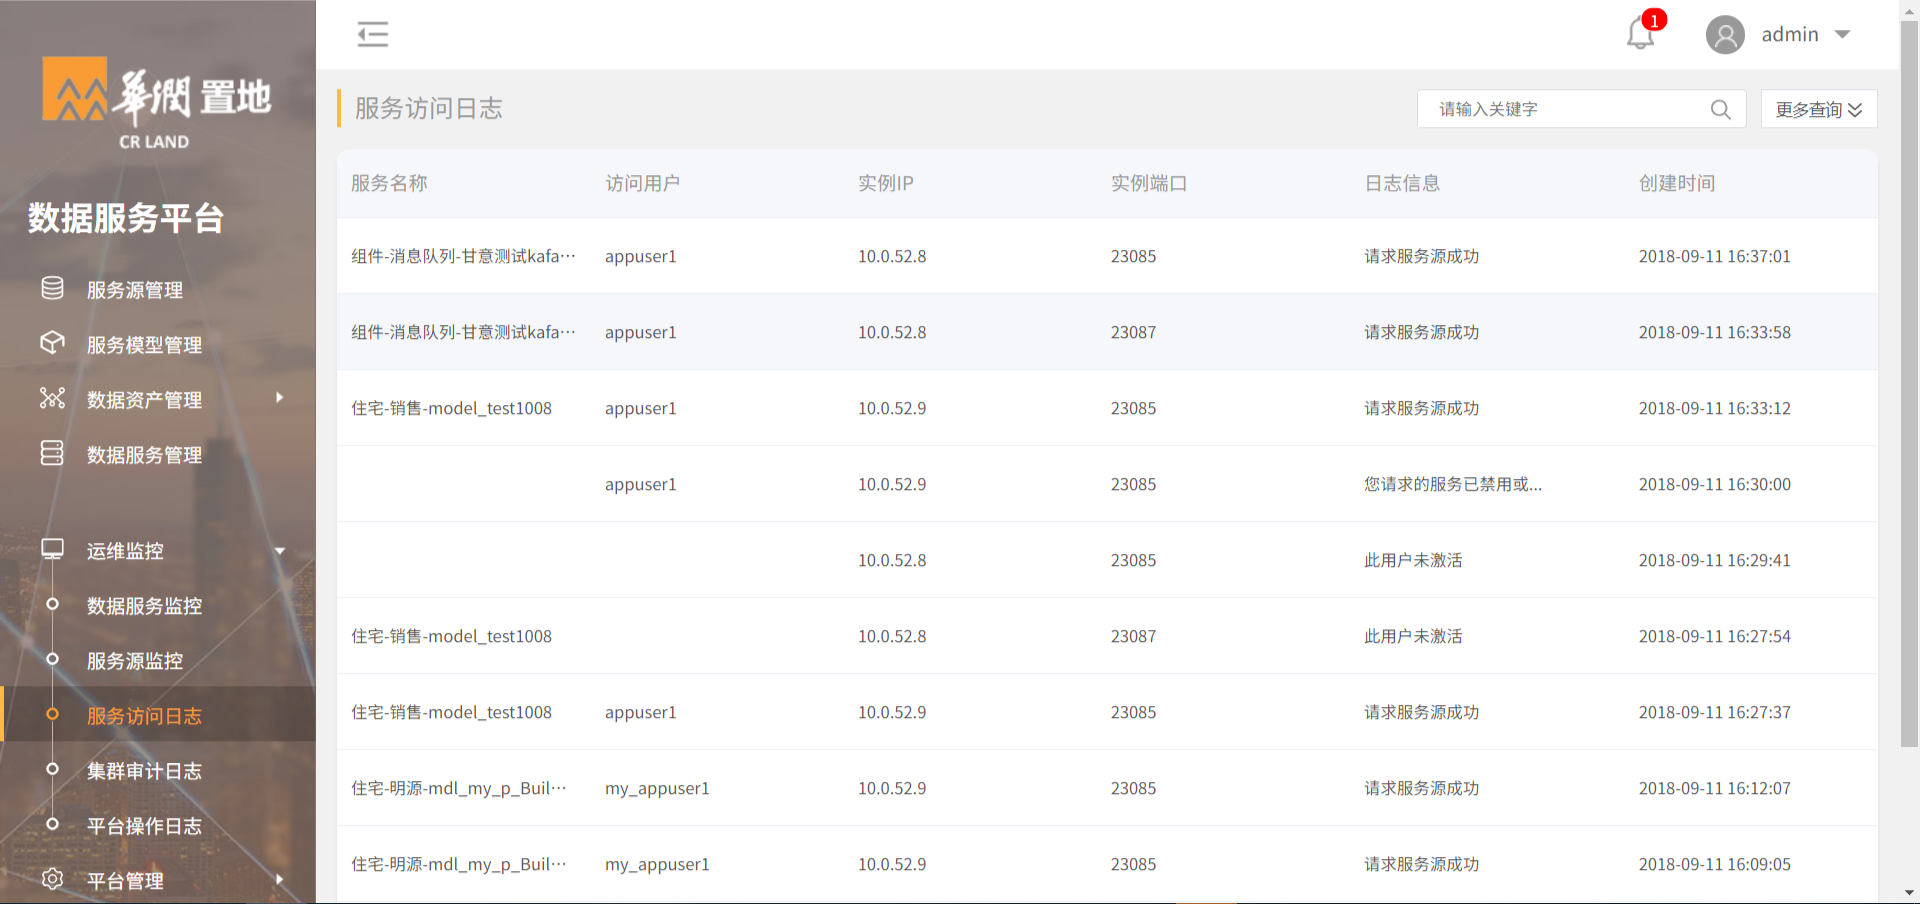 華润 置地
CR LAND
数据服务平台
服务源管理
服务模型管理
数据资产管理
数据服务管理
运维监控
数据服务监控
服务源监控
服务访问日志
集群审计日志
平台操作日志
平台管理
1
admin
服务访问日志
请输入关键字
更多查询
服务名称 访问用户 实例IP 实例端口 日志信息 创建时间
组件-消息队列-甘意测试kafa··· appuser1 10.0.52.8 23085 请求服务源成功 2018-09-11 16:37:01
组件-消息队列-甘意测试kafa··· appuser1 10.0.52.8 23087 请求服务源成功 2018-09-11 16:33:58
住宅-销售-model_test1008 appuser1 10.0.52.9 23085 请求服务源成功 2018-09-11 16:33:12
appuser1 10.0.52.9 23085 您请求的服务已禁用或... 2018-09-11 16:30:00
10.0.52.8 23085 此用户未激活 2018-09-11 16:29:41
住宅-销售-model_test1008 10.0.52.8 23087 此用户未激活 2018-09-11 16:27:54
住宅-销售-model_test1008 appuser1 10.0.52.9 23085 请求服务源成功 2018-09-11 16:27:37
住宅-明源-mdl_my_p_Buil··· my_appuser1 10.0.52.9 23085 请求服务源成功 2018-09-11 16:12:07
住宅-明源-mdl_my_p_Buil··· my_appuser1 10.0.52.9 23085 请求服务源成功 2018-09-11 16:09:05